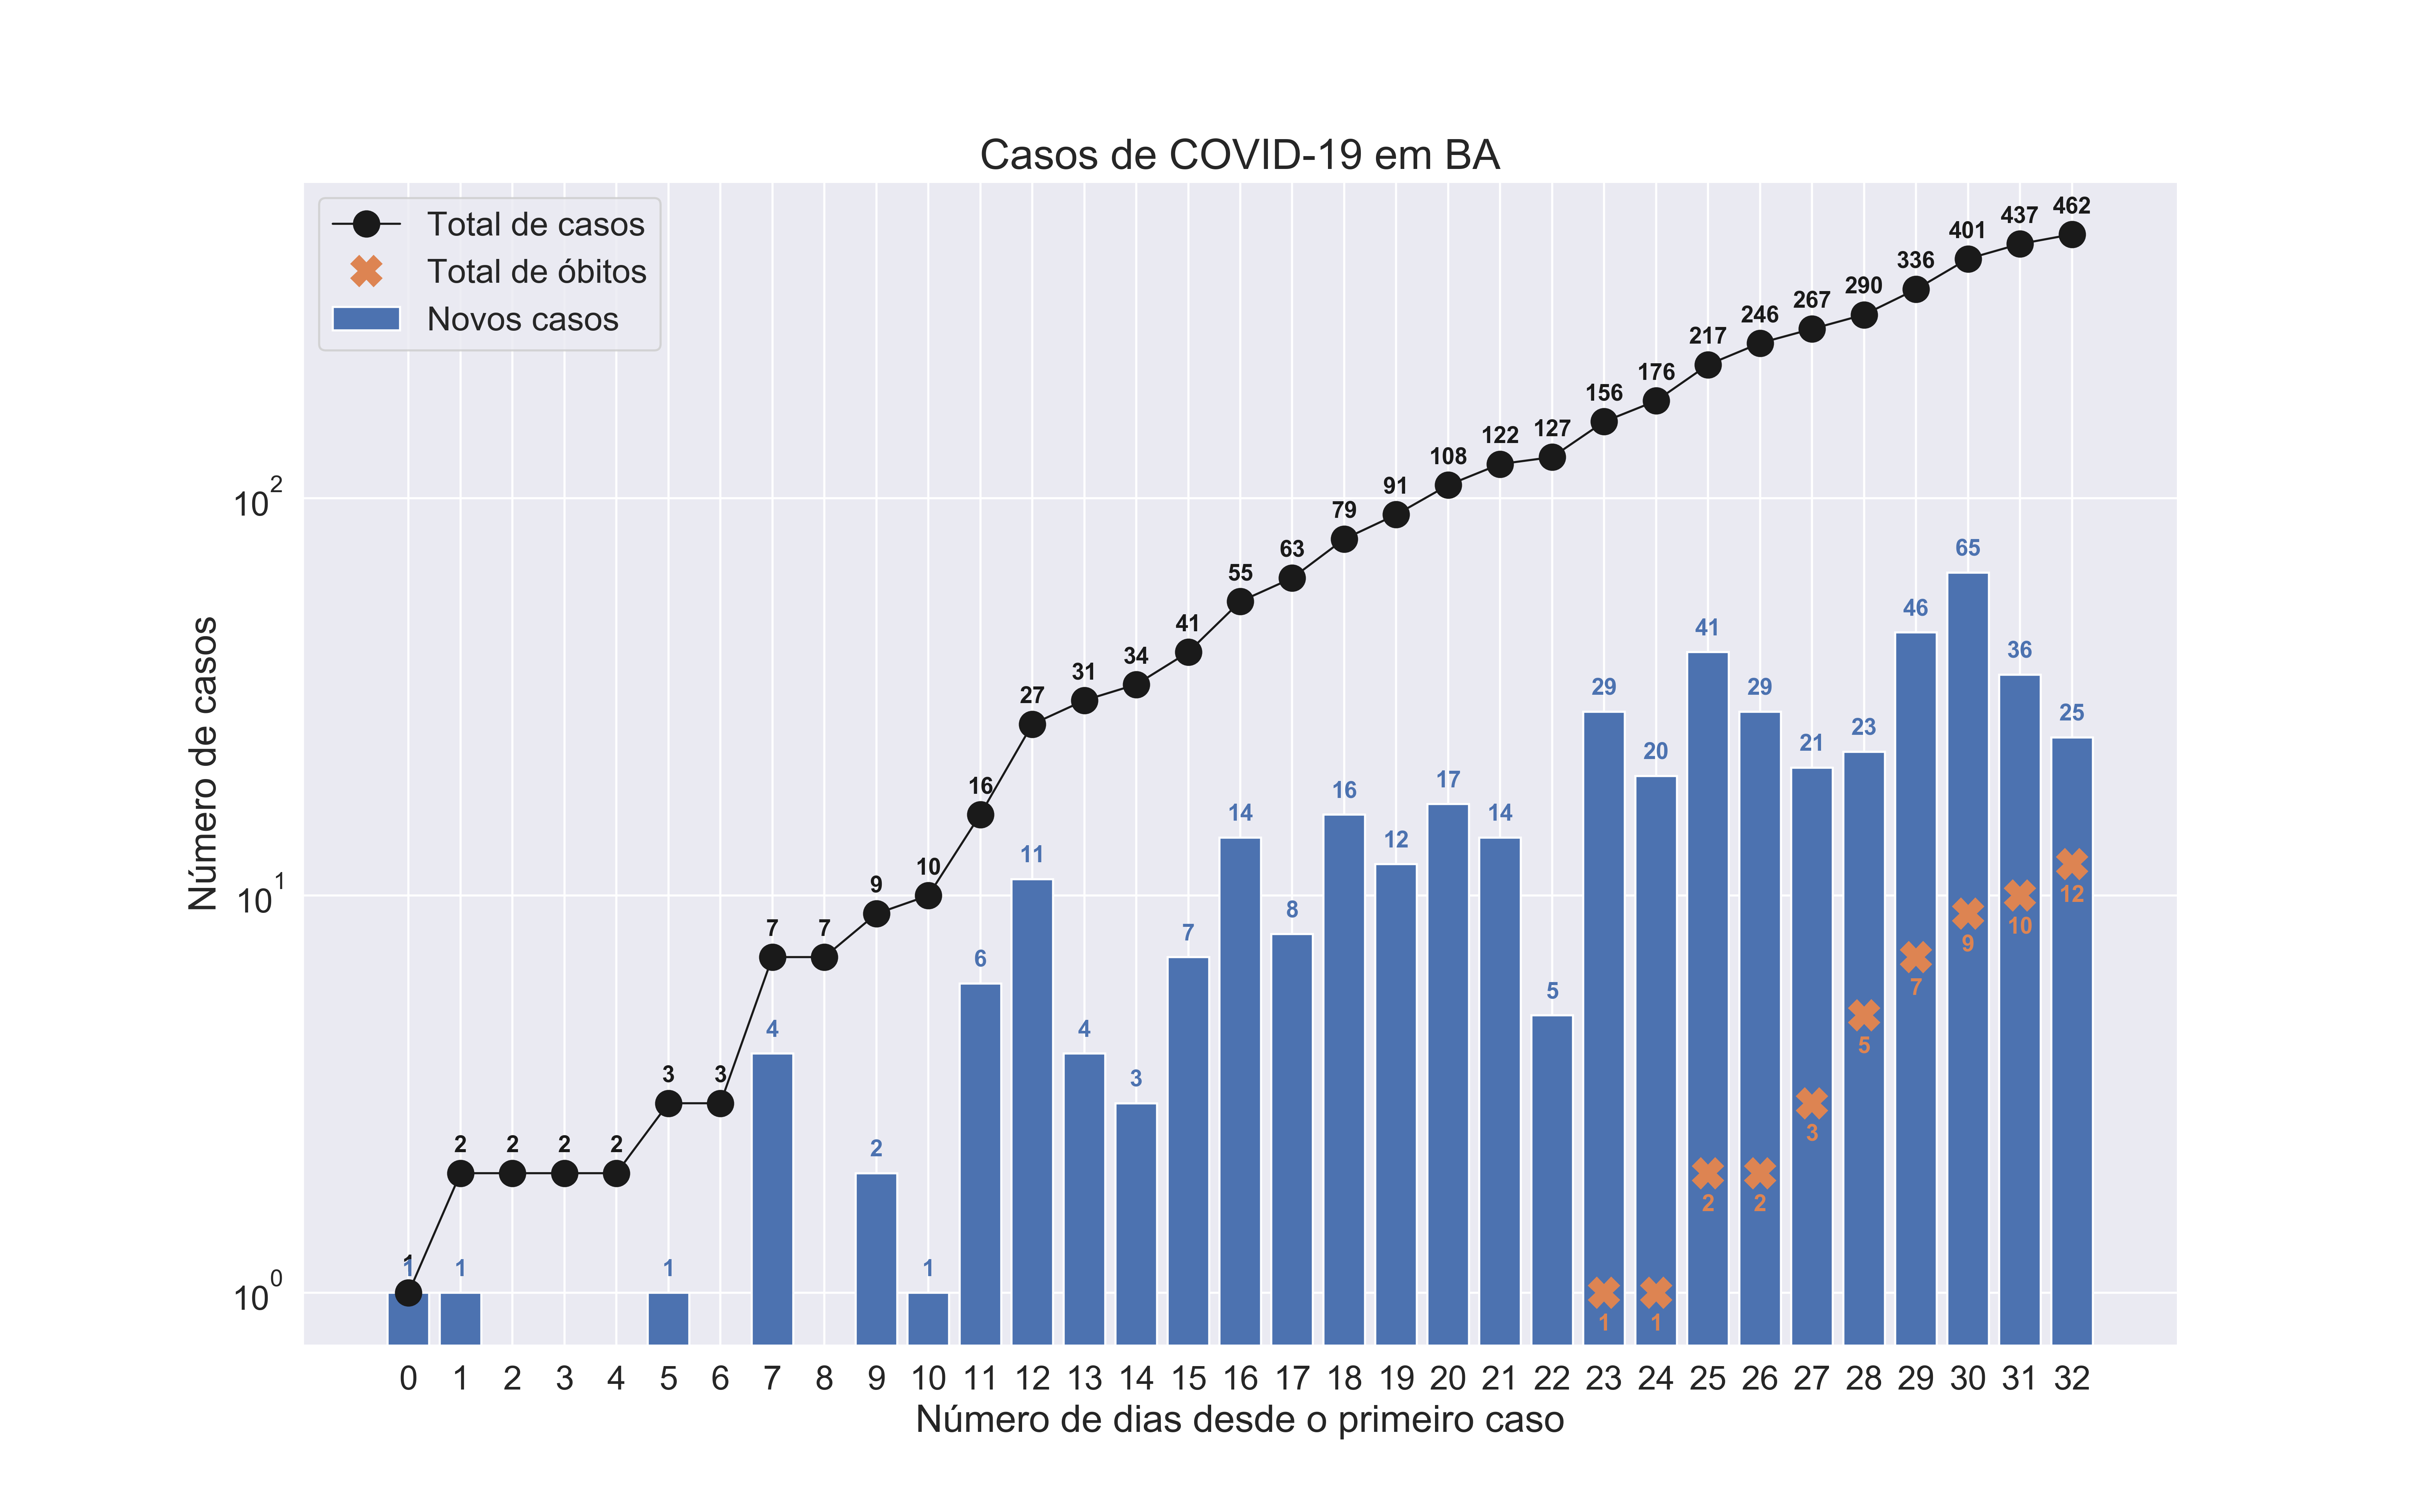 Casos de COVID-19 em BA
Total de casos
Total de óbitos
Novos casos
Número de casos
10^2
10^1
10^0
1 2 2 2 2 3 3 7 7 9 10 16 27 31 34 41 55 63 79 91 108 122 127 156 176 217 246 267 290 336 401 437 462
1 1 1 4 2 1 6 11 4 3 7 14 8 16 12 17 14 5 29 20 41 29 21 23 46 65 36 25
1 1 2 2 3 5 7 9 10 12
0 1 2 3 4 5 6 7 8 9 10 11 12 13 14 15 16 17 18 19 20 21 22 23 24 25 26 27 28 29 30 31 32
Número de dias desde o primeiro caso